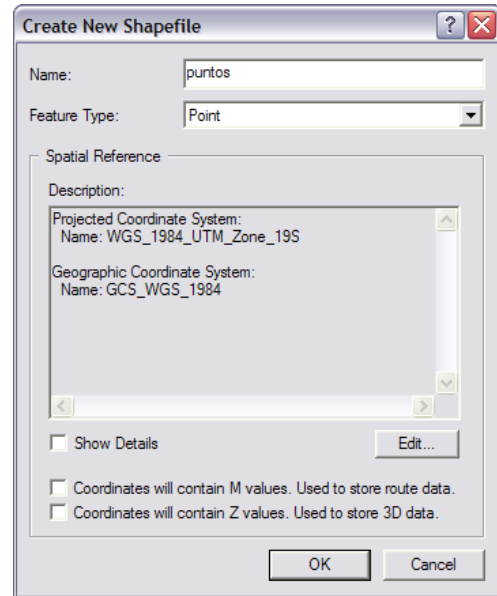 Create New Shapefile
Name: puntos
Feature Type: Point
Spatial Reference
Description:
Projected Coordinate System:
Name: WGS_1984_UTM_Zone_19S
Geographic Coordinate System:
Name: GCS_WGS_1984
Show Details
Edit...
Coordinates will contain M values. Used to store route data.
Coordinates will contain Z values. Used to store 3D data.
OK Cancel